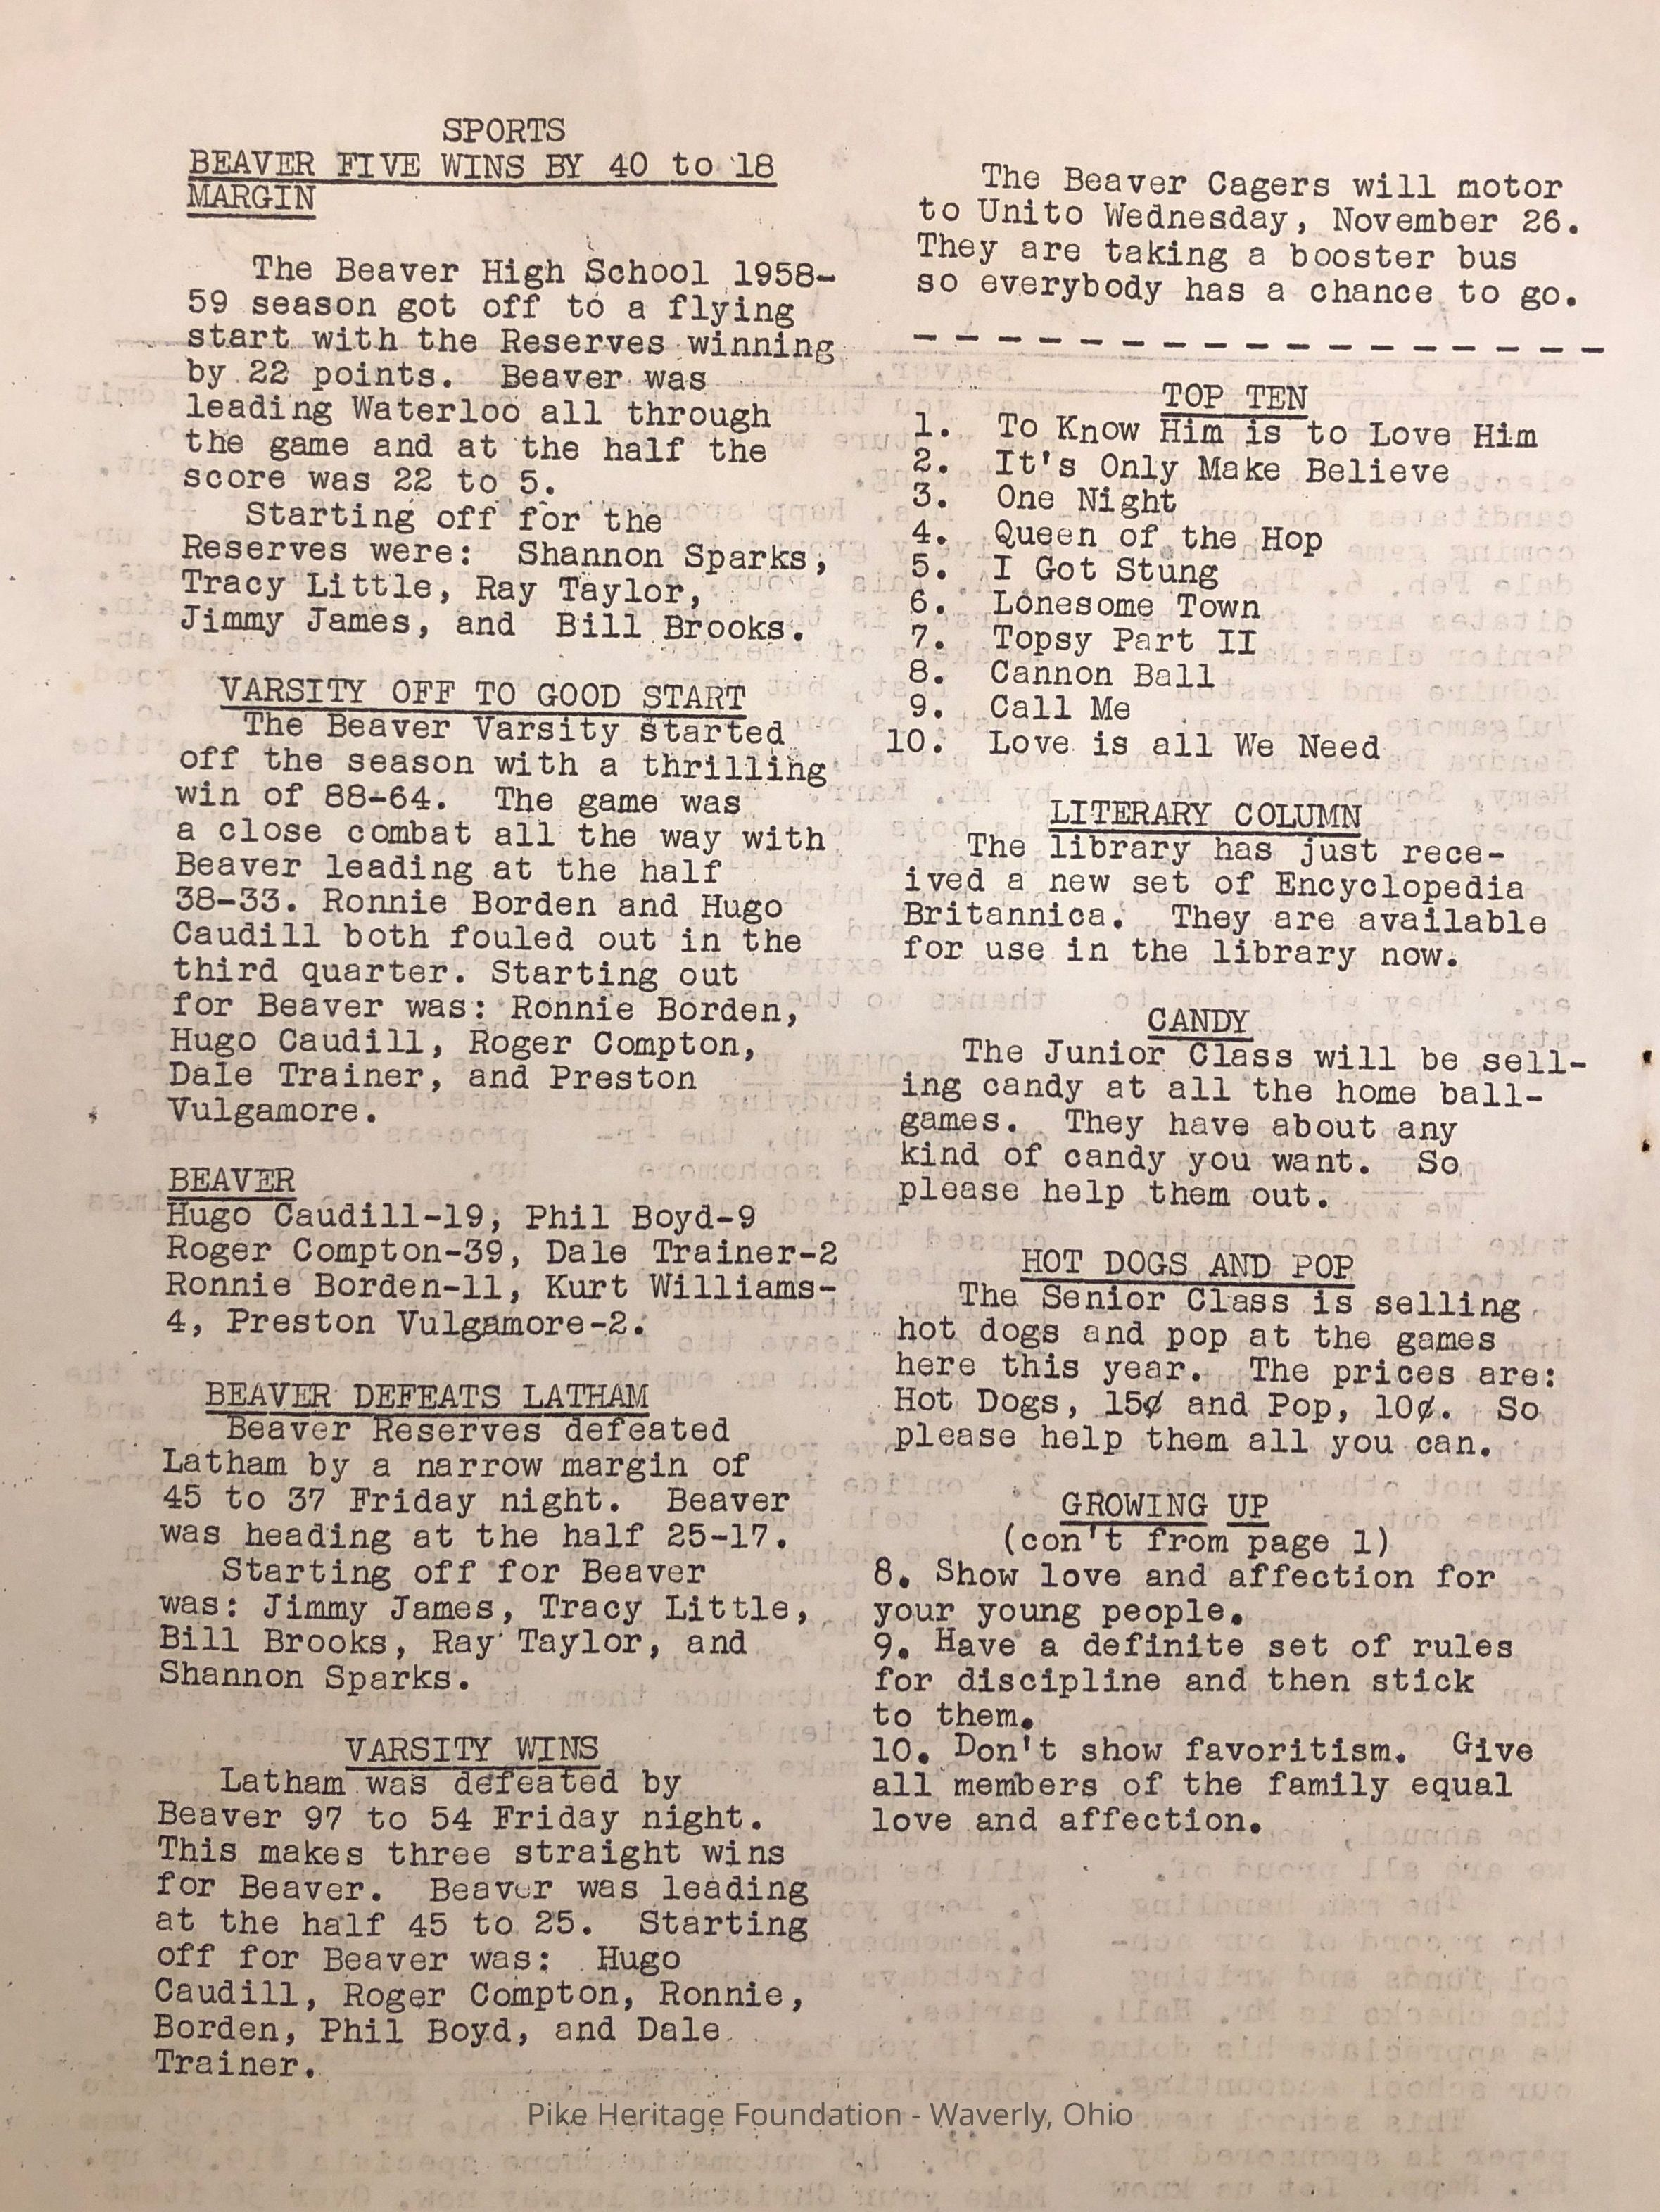 SPORTS
BEAVER FIVE WINS BY 40 to 18
MARGIN
The Beaver High School 1958-
59 season got off to a flying
start with the Reserves winning
by 22 points. Beaver was
leading Waterloo all through
the game and at the half the
score was 22 to 5.
Starting off for the
Reserves were: Shannon Sparks,
Tracy Little, Ray Taylor,
Jimmy James, and Bill Brooks.
VARSITY OFF TO GOOD START
The Beaver Varsity started
off the season with a thrilling
win of 88-64. The game was
a close combat all the way with
Beaver leading at the half
38-33. Ronnie Borden and Hugo
Caudill both fouled out in the
third quarter. Starting out
for Beaver was: Ronnie Borden,
Hugo Caudill, Roger Compton,
Dale Trainer, and Preston
Vulgamore.
BEAVER
Hugo Caudill-19, Phil Boyd-9
Roger Compton-39, Dale Trainer-2
Ronnie Borden-11, Kurt Williams-
4, Preston Vulgamore-2.
BEAVER DEFEATS LATHAM
Beaver Reserves defeated
Latham by a narrow margin of
45 to 37 Friday night. Beaver
was heading at the half 25-17.
Starting off for Beaver
was: Jimmy James, Tracy Little,
Bill Brooks, Ray Taylor, and
Shannon Sparks.
VARSITY WINS
Latham was defeated by
Beaver 97 to 54 Friday night.
This makes three straight wins
for Beaver. Beaver was leading
at the half 45 to 25. Starting
off for Beaver was: Hugo
Caudill, Roger Compton, Ronnie,
Borden, Phil Boyd, and Dale
Trainer.
The Beaver Cagers will motor
to Unito Wednesday, November 26.
They are taking a booster bus
so everybody has a chance to go.
- - - - - - - - - - - - - - - - -
TOP TEN
1. To Know Him is to Love Him
2. It's Only Make Believe
3. One Night
4. Queen of the Hop
5. I Got Stung
6. Lonesome Town
7. Topsy Part II
8. Cannon Ball
9. Call Me
10. Love is all We Need
LITERARY COLUMN
The library has just rece-
ived a new set of Encyclopedia
Britannica. They are available
for use in the library now.
CANDY
The Junior Class will be sell-
ing candy at all the home ball-
games. They have about any
kind of candy you want. So
please help them out.
HOT DOGS AND POP
The Senior Class is selling
hot dogs and pop at the games
here this year. The prices are:
Hot Dogs, 15¢ and Pop, 10¢. So
please help them all you can.
GROWING UP
(con't from page 1)
8. Show love and affection for
your young people.
9. Have a definite set of rules
for discipline and then stick
to them.
10. Don't show favoritism. Give
all members of the family equal
love and affection.
Pike Heritage Foundation - Waverly, Ohio